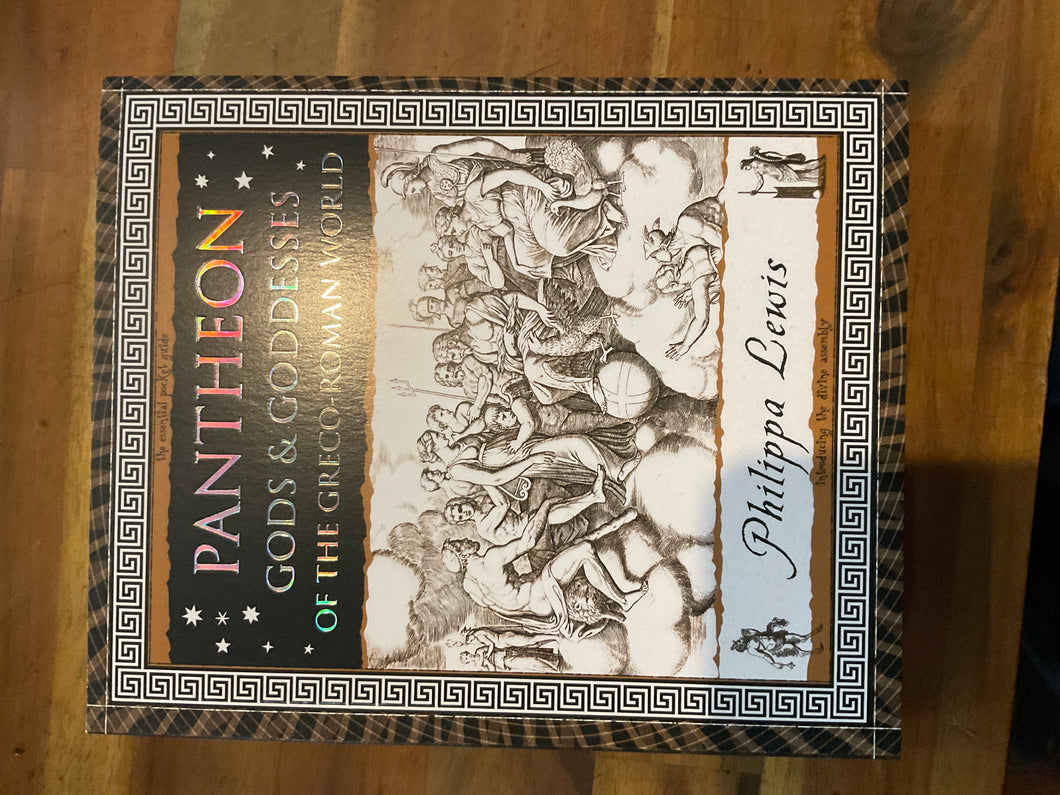 the essential pocket guide
PANTHEON
GODS & GODDESSES
OF THE GRECO-ROMAN WORLD
Philippa Lewis
introducing the divine assembly